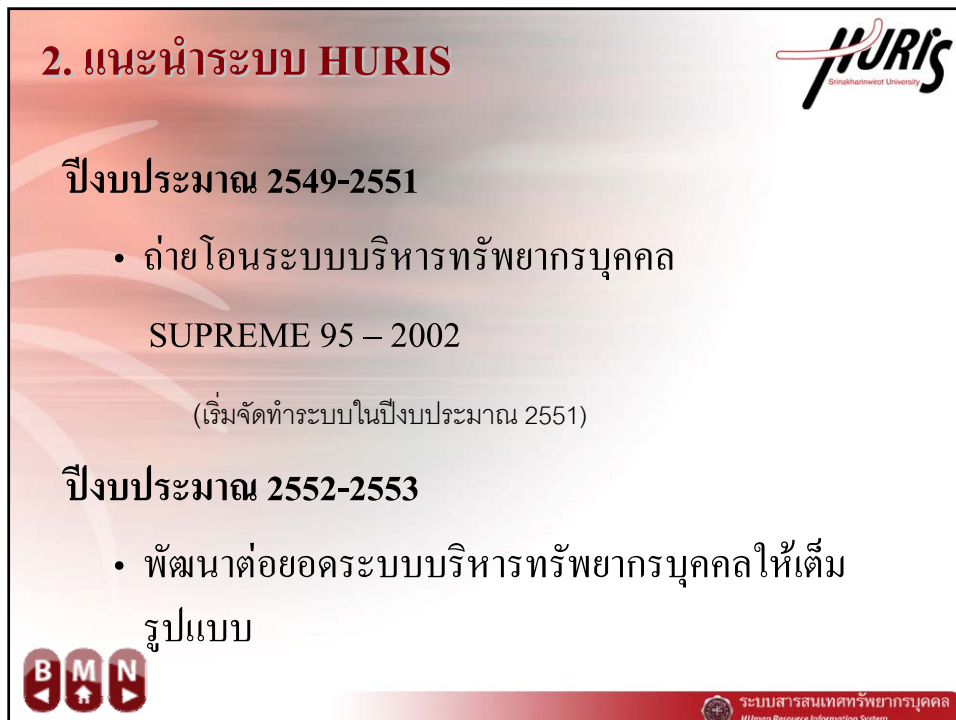 2. แนะนำระบบ HURIS
HURis
Srinakharinwirot University
ปีงบประมาณ 2549-2551
• ถ่ายโอนระบบบริหารทรัพยากรบุคคล
SUPREME 95 – 2002
(เริ่มจัดทำระบบในปีงบประมาณ 2551)
ปีงบประมาณ 2552-2553
• พัฒนาต่อยอดระบบบริหารทรัพยากรบุคคลให้เต็ม
รูปแบบ
B M N
ระบบสารสนเทศทรัพยากรบุคคล
HUman Resource Information System